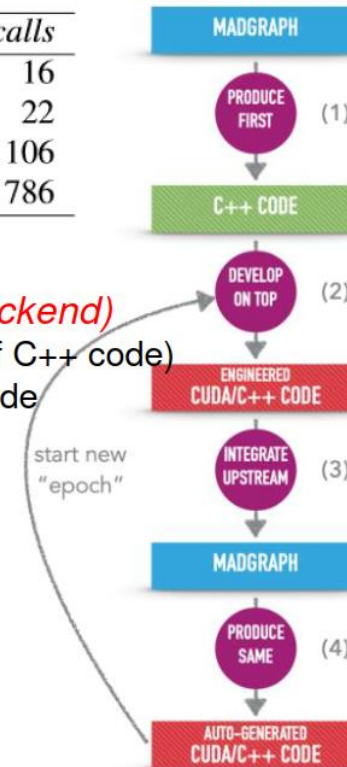 calls
16
22
106
786
ckend)
f C++ code)
de
start new
"epoch"
MADGRAPH
PRODUCE
FIRST
(1)
C++ CODE
DEVELOP
ON TOP
(2)
ENGINEERED
CUDA/C++ CODE
INTEGRATE
UPSTREAM
(3)
MADGRAPH
PRODUCE
SAME
(4)
AUTO-GENERATED
CUDA/C++ CODE